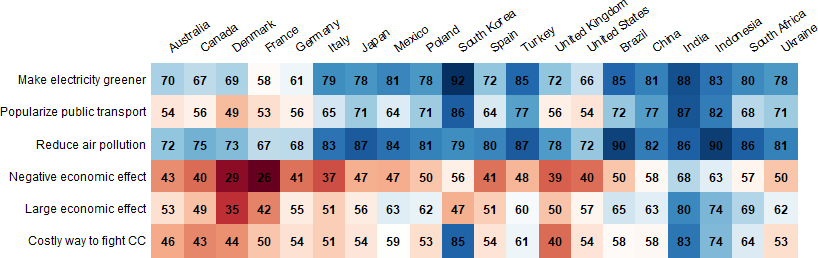 Australia Canada Denmark France Germany Italy Japan Mexico Poland South Korea Spain Turkey United Kingdom United States Brazil China India Indonesia South Africa Ukraine
Make electricity greener 70 67 69 58 61 79 78 81 78 92 72 85 72 66 85 81 88 83 80 78
Popularize public transport 54 56 49 53 56 65 71 64 71 86 64 77 56 54 72 77 87 82 68 71
Reduce air pollution 72 75 73 67 68 83 87 84 81 79 80 87 78 72 90 82 86 90 86 81
Negative economic effect 43 40 29 26 41 37 47 47 50 56 41 48 39 40 50 58 68 63 57 50
Large economic effect 53 49 35 42 55 51 56 63 62 47 51 60 50 57 65 63 80 74 69 62
Costly way to fight CC 46 43 44 50 54 51 54 59 53 85 54 61 40 54 58 58 83 74 64 53